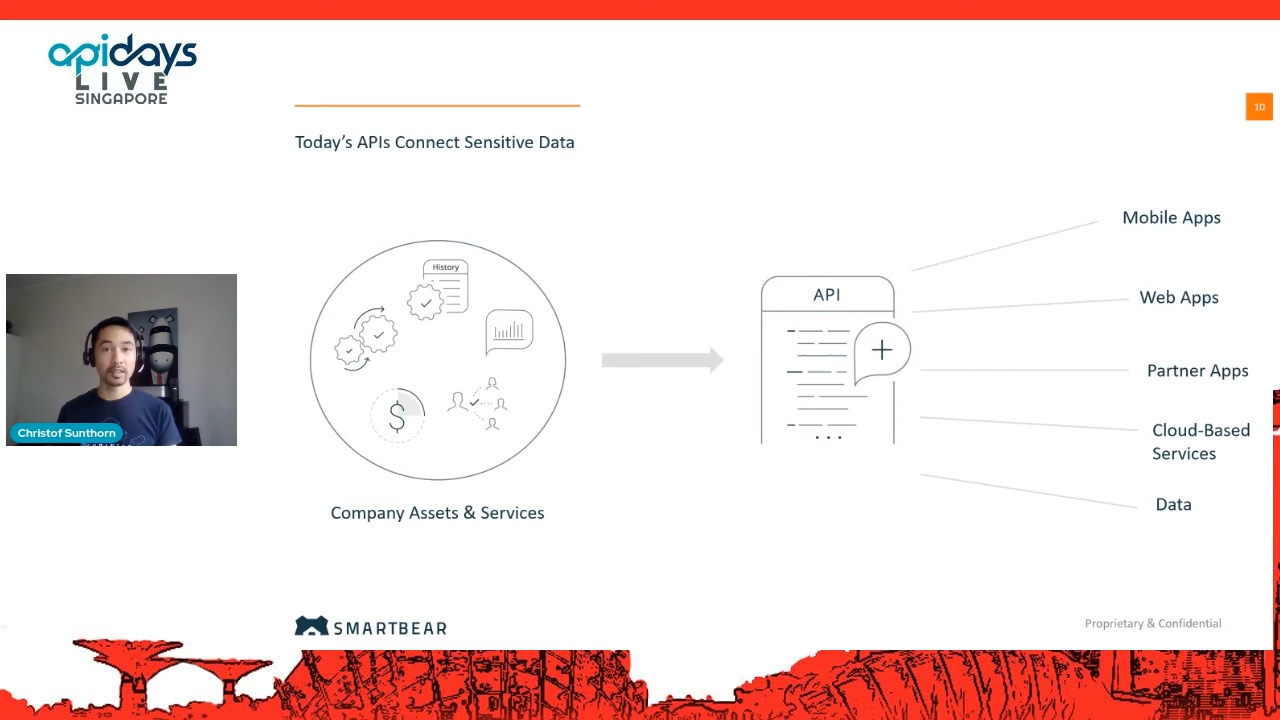 apidays
LIVE
SINGAPORE
10
Today's APIs Connect Sensitive Data
History
$
Company Assets & Services
API
Mobile Apps
Web Apps
Partner Apps
Cloud-Based
Services
Data
Christof Sunthorn
SMARTBEAR
Proprietary & Confidential